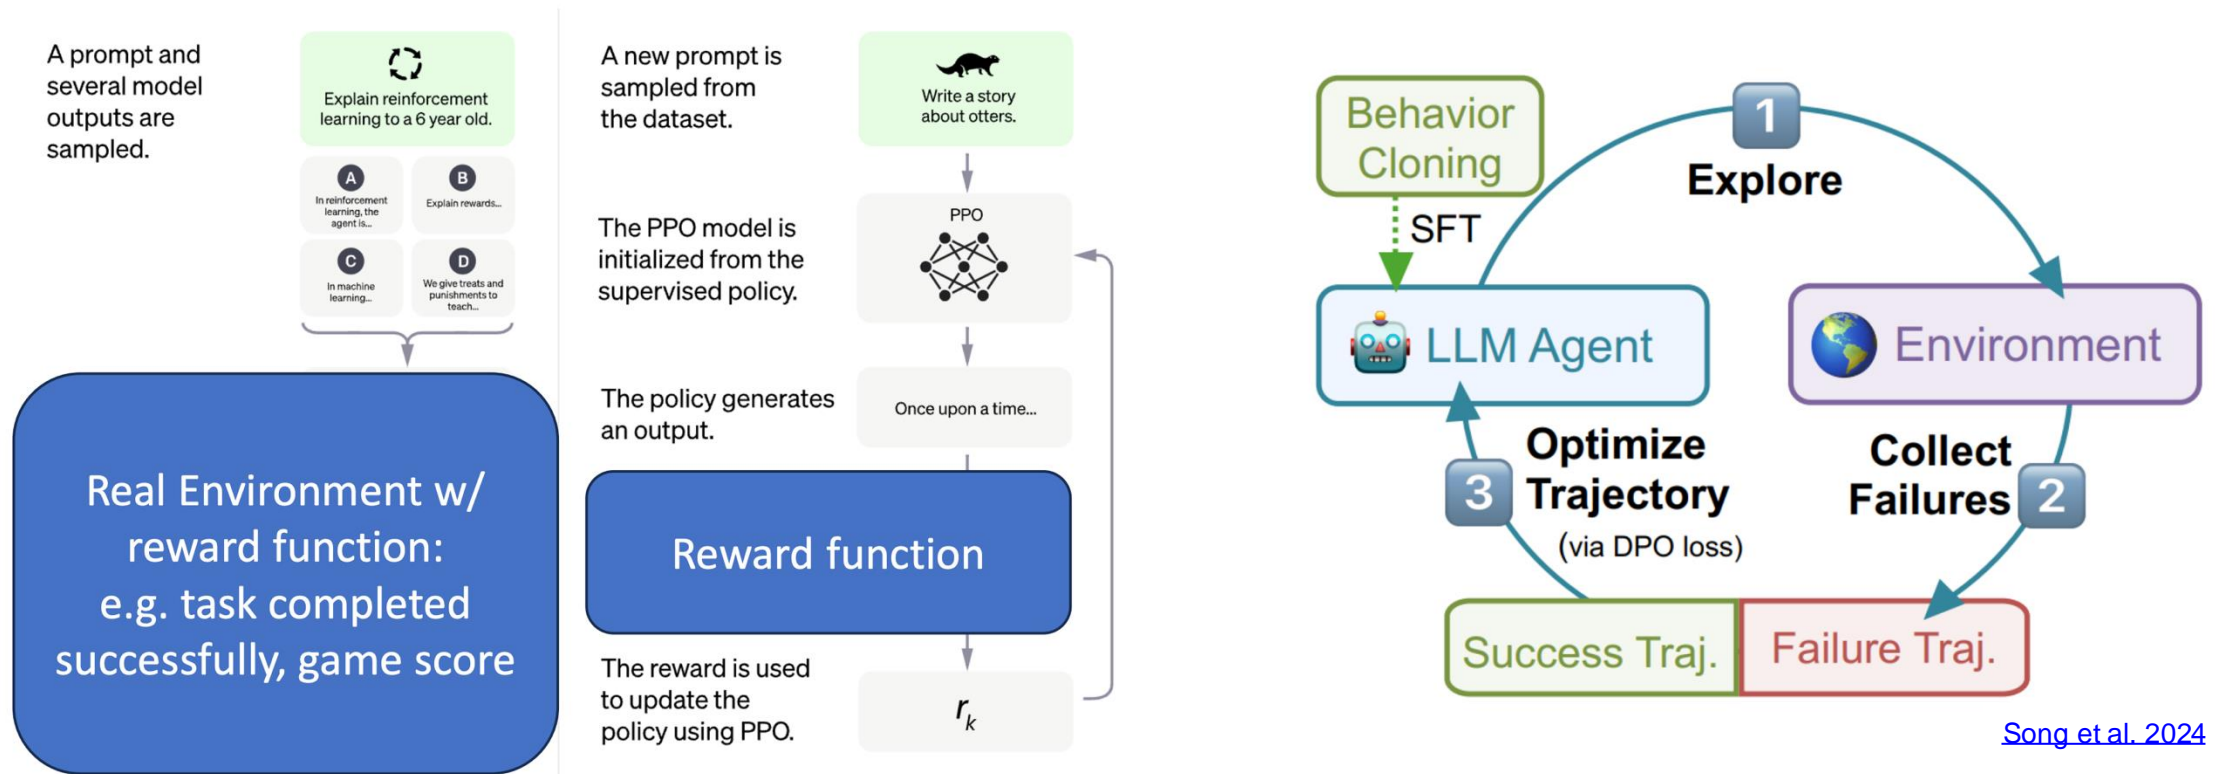 A prompt and
several model
outputs are
sampled.
Explain reinforcement
learning to a 6 year old.
A
In reinforcement
learning, the
agent is...
B
Explain rewards...
C
In machine
learning...
D
We give treats and
punishments to
teach...
Real Environment w/
reward function:
e.g. task completed
successfully, game score
A new prompt is
sampled from
the dataset.
Write a story
about otters.
The PPO model is
initialized from the
supervised policy.
PPO
The policy generates
an output.
Once upon a time...
Reward function
The reward is used
to update the
policy using PPO.
rk
Behavior
Cloning
SFT
1
Explore
LLM Agent
Environment
Optimize
Trajectory
(via DPO loss)
3
Collect
Failures
2
Success Traj.
Failure Traj.
Song et al. 2024